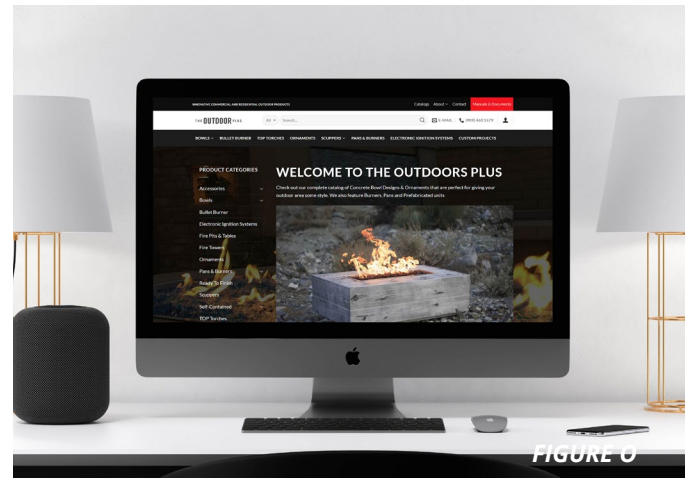 INNOVATIVE COMMERCIAL AND RESIDENTIAL OUTDOOR PRODUCTS
Catalogs About Contact Manuals & Documents
THE OUTDOOR PLUS All Search... E-MAIL (909) 460 5579
BOWLS BULLET BURNER TOP TORCHES ORNAMENTS SCUPPERS PANS & BURNERS ELECTRONIC IGNITION SYSTEMS CUSTOM PROJECTS
PRODUCT CATEGORIES
Accessories
Bowls
Bullet Burner
Electronic Ignition Systems
Fire Pits & Tables
Fire Towers
Ornaments
Pans & Burners
Ready To Finish
Scuppers
Self-Contained
TOP Torches
WELCOME TO THE OUTDOORS PLUS
Check out our complete catalog of Concrete Bowl Designs & Ornaments that are perfect for giving your
outdoor area some style. We also feature Burners, Pans and Prefabricated units
FIGURE O